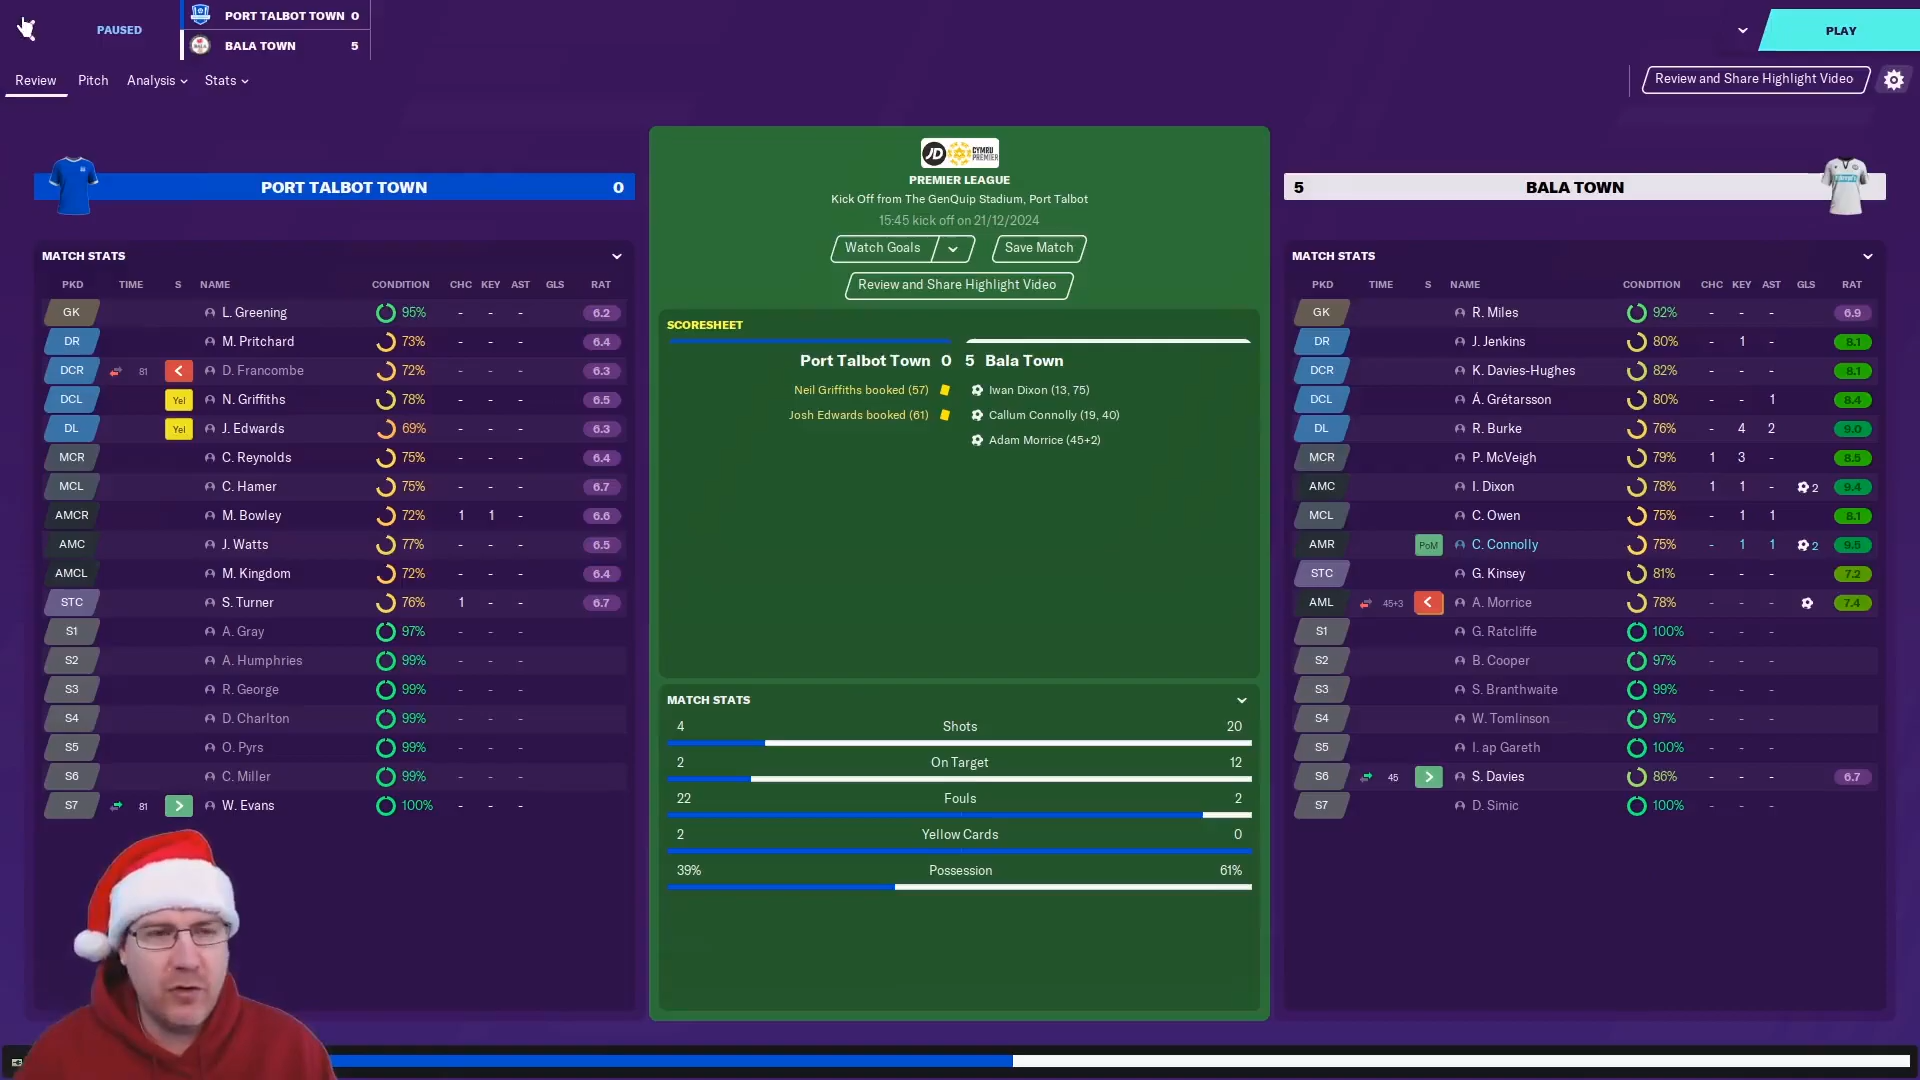 PAUSED
PORT TALBOT TOWN 0
BALA TOWN 5
PLAY
Review Pitch Analysis Stats
Review and Share Highlight Video
PORT TALBOT TOWN 0
MATCH STATS
PKD TIME S NAME CONDITION CHC KEY AST GLS RAT
GK L. Greening 95% - - - 6.2
DR M. Pritchard 73% - - - 6.4
DCR 81 D. Francombe 72% - - - 6.3
DCL Yel N. Griffiths 78% - - - 6.5
DL Yel J. Edwards 69% - - - 6.3
MCR C. Reynolds 75% - - - 6.4
MCL C. Hamer 75% - - - 6.7
AMCR M. Bowley 72% 1 1 - 6.6
AMC J. Watts 77% - - - 6.5
AMCL M. Kingdom 72% - - - 6.4
STC S. Turner 76% 1 - - 6.7
S1 A. Gray 97% - - -
S2 A. Humphries 99% - - -
S3 R. George 99% - - -
S4 D. Charlton 99% - - -
S5 O. Pyrs 99% - - -
S6 C. Miller 99% - - -
S7 81 W. Evans 100% - - -
JD CYMRU PREMIER
PREMIER LEAGUE
Kick Off from The GenQuip Stadium, Port Talbot
15:45 kick off on 21/12/2024
Watch Goals Save Match
Review and Share Highlight Video
SCORESHEET
Port Talbot Town 0 5 Bala Town
Neil Griffiths booked (57) Iwan Dixon (13, 75)
Josh Edwards booked (61) Callum Connolly (19, 40)
Adam Morrice (45+2)
MATCH STATS
4 Shots 20
2 On Target 12
22 Fouls 2
2 Yellow Cards 0
39% Possession 61%
5 BALA TOWN
MATCH STATS
PKD TIME S NAME CONDITION CHC KEY AST GLS RAT
GK R. Miles 92% - - - 6.9
DR J. Jenkins 80% - 1 - 8.1
DCR K. Davies-Hughes 82% - - - 8.1
DCL Á. Grétarsson 80% - - 1 8.4
DL R. Burke 76% - 4 2 9.0
MCR P. McVeigh 79% 1 3 - 8.5
AMC I. Dixon 78% 1 1 - 2 9.4
MCL C. Owen 75% - 1 1 8.1
AMR PoM C. Connolly 75% - 1 1 2 9.5
STC G. Kinsey 81% - - - 7.2
AML 45+3 A. Morrice 78% - - - 7.4
S1 G. Ratcliffe 100% - - -
S2 B. Cooper 97% - - -
S3 S. Branthwaite 99% - - -
S4 W. Tomlinson 97% - - -
S5 I. ap Gareth 100% - - -
S6 45 S. Davies 86% - - - 6.7
S7 D. Simic 100% - - -